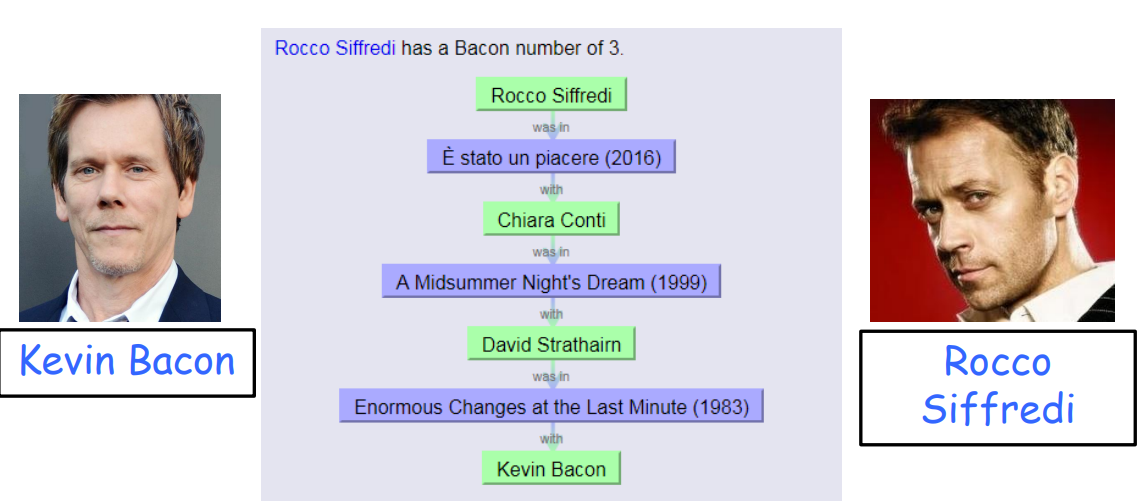 Rocco Siffredi has a Bacon number of 3.
Rocco Siffredi
was in
È stato un piacere (2016)
with
Chiara Conti
was in
A Midsummer Night's Dream (1999)
with
David Strathairn
was in
Enormous Changes at the Last Minute (1983)
with
Kevin Bacon
Kevin Bacon
Rocco
Siffredi